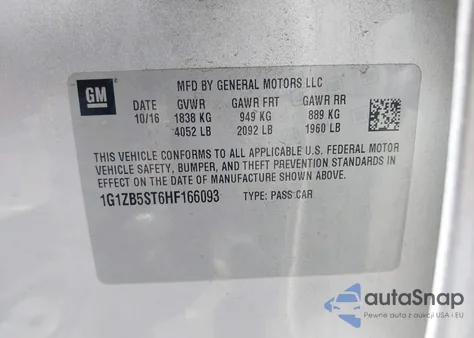 GM
MFD BY GENERAL MOTORS LLC
DATE GVWR GAWR FRT GAWR RR
10/16 1838 KG 949 KG 889 KG
4052 LB 2092 LB 1960 LB
THIS VEHICLE CONFORMS TO ALL APPLICABLE U.S. FEDERAL MOTOR
VEHICLE SAFETY, BUMPER, AND THEFT PREVENTION STANDARDS IN
EFFECT ON THE DATE OF MANUFACTURE SHOWN ABOVE.
1G1ZB5ST6HF166093 TYPE: PASS CAR
autoSnap
Pewne auta z aukcji USA i EU